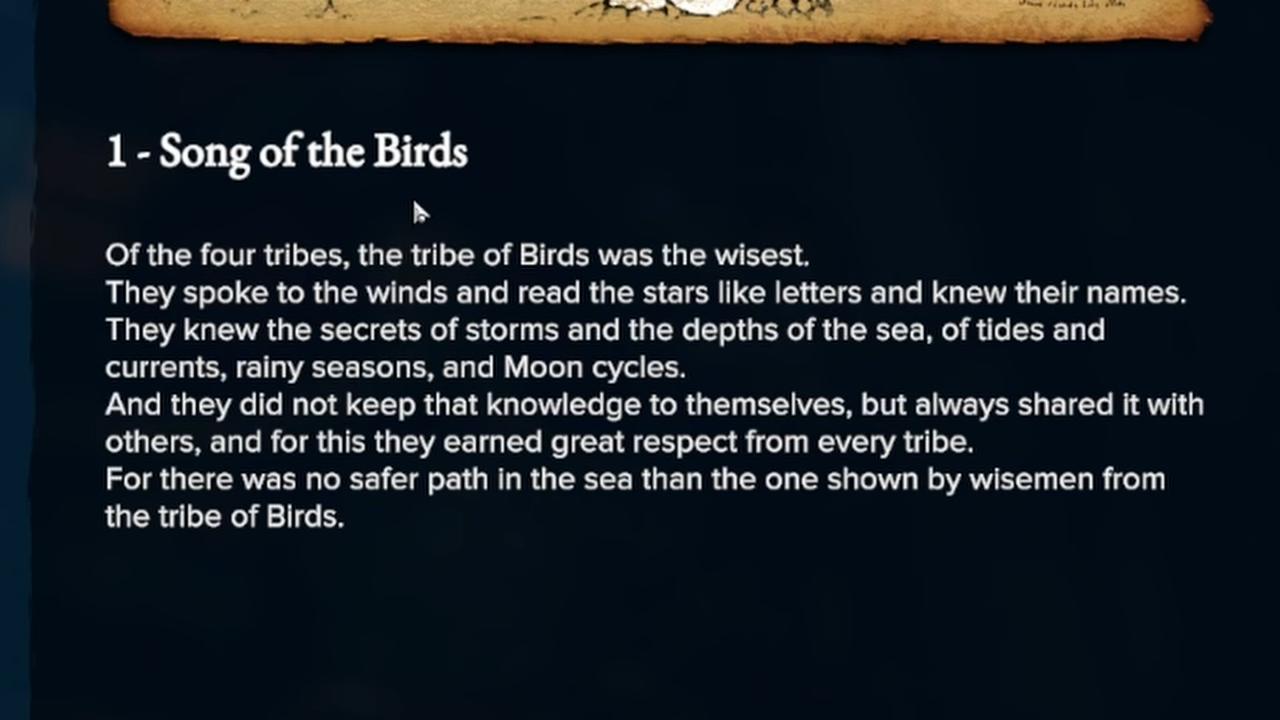 1 - Song of the Birds
Of the four tribes, the tribe of Birds was the wisest.
They spoke to the winds and read the stars like letters and knew their names.
They knew the secrets of storms and the depths of the sea, of tides and
currents, rainy seasons, and Moon cycles.
And they did not keep that knowledge to themselves, but always shared it with
others, and for this they earned great respect from every tribe.
For there was no safer path in the sea than the one shown by wisemen from
the tribe of Birds.